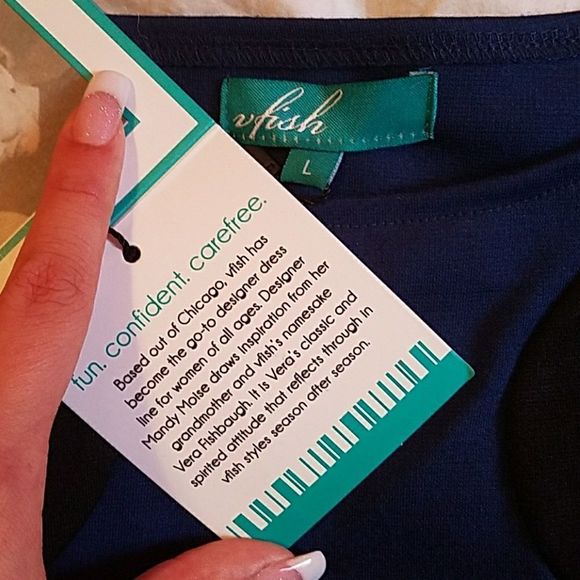 vfish
L
fun. confident. carefree.
Based out of Chicago, vfish has
become the go-to designer dress
line for women of all ages. Designer
Mandy Moise draws inspiration from her
grandmother and vfish's namesake
Vera Fishbaugh. It is Vera's classic and
spirited attitude that reflects through in
vfish styles season after season.